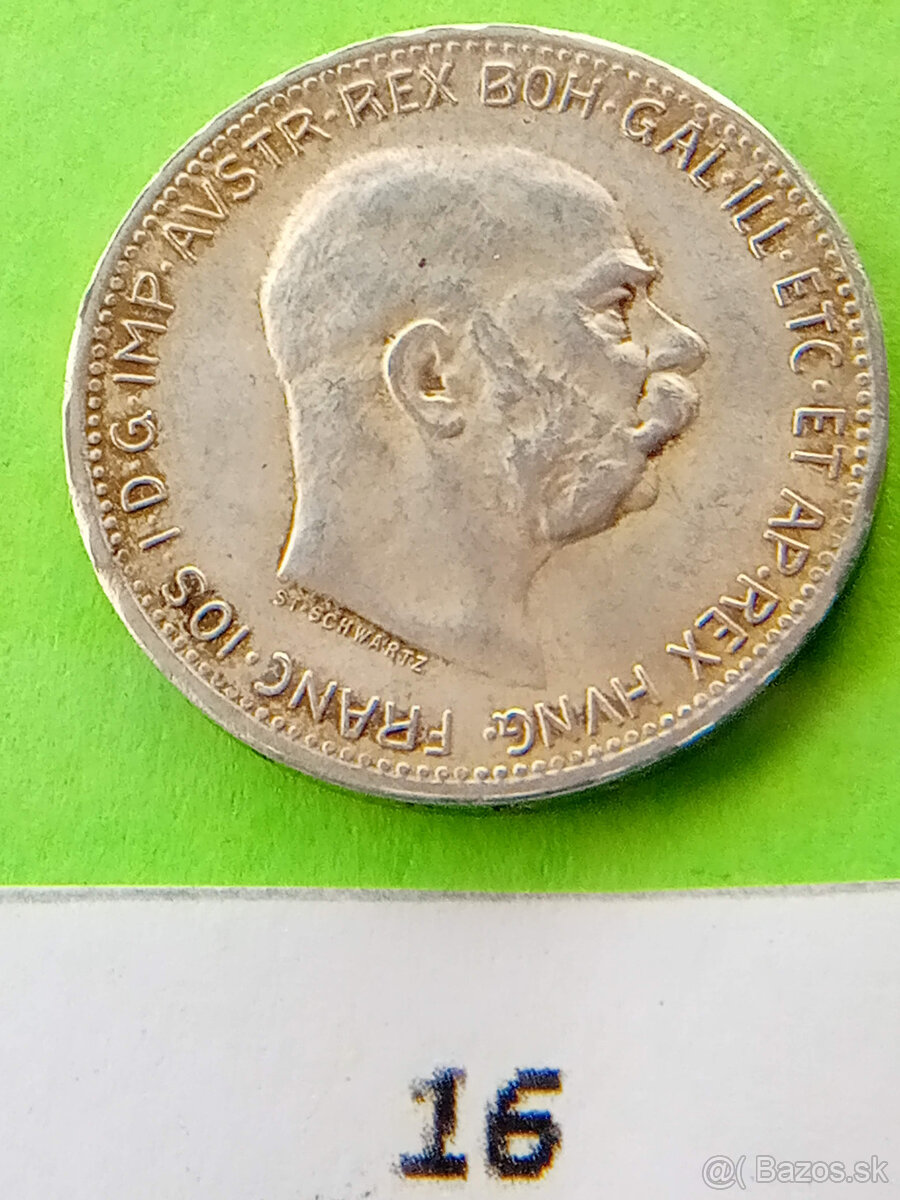 FRANC·IOS·I·D·G·IMP·AVSTR·REX BOH·GAL·ILL·ETC·ET AP·REX HVNG·
ST·SCHWARTZ
16
@( Bazos.sk